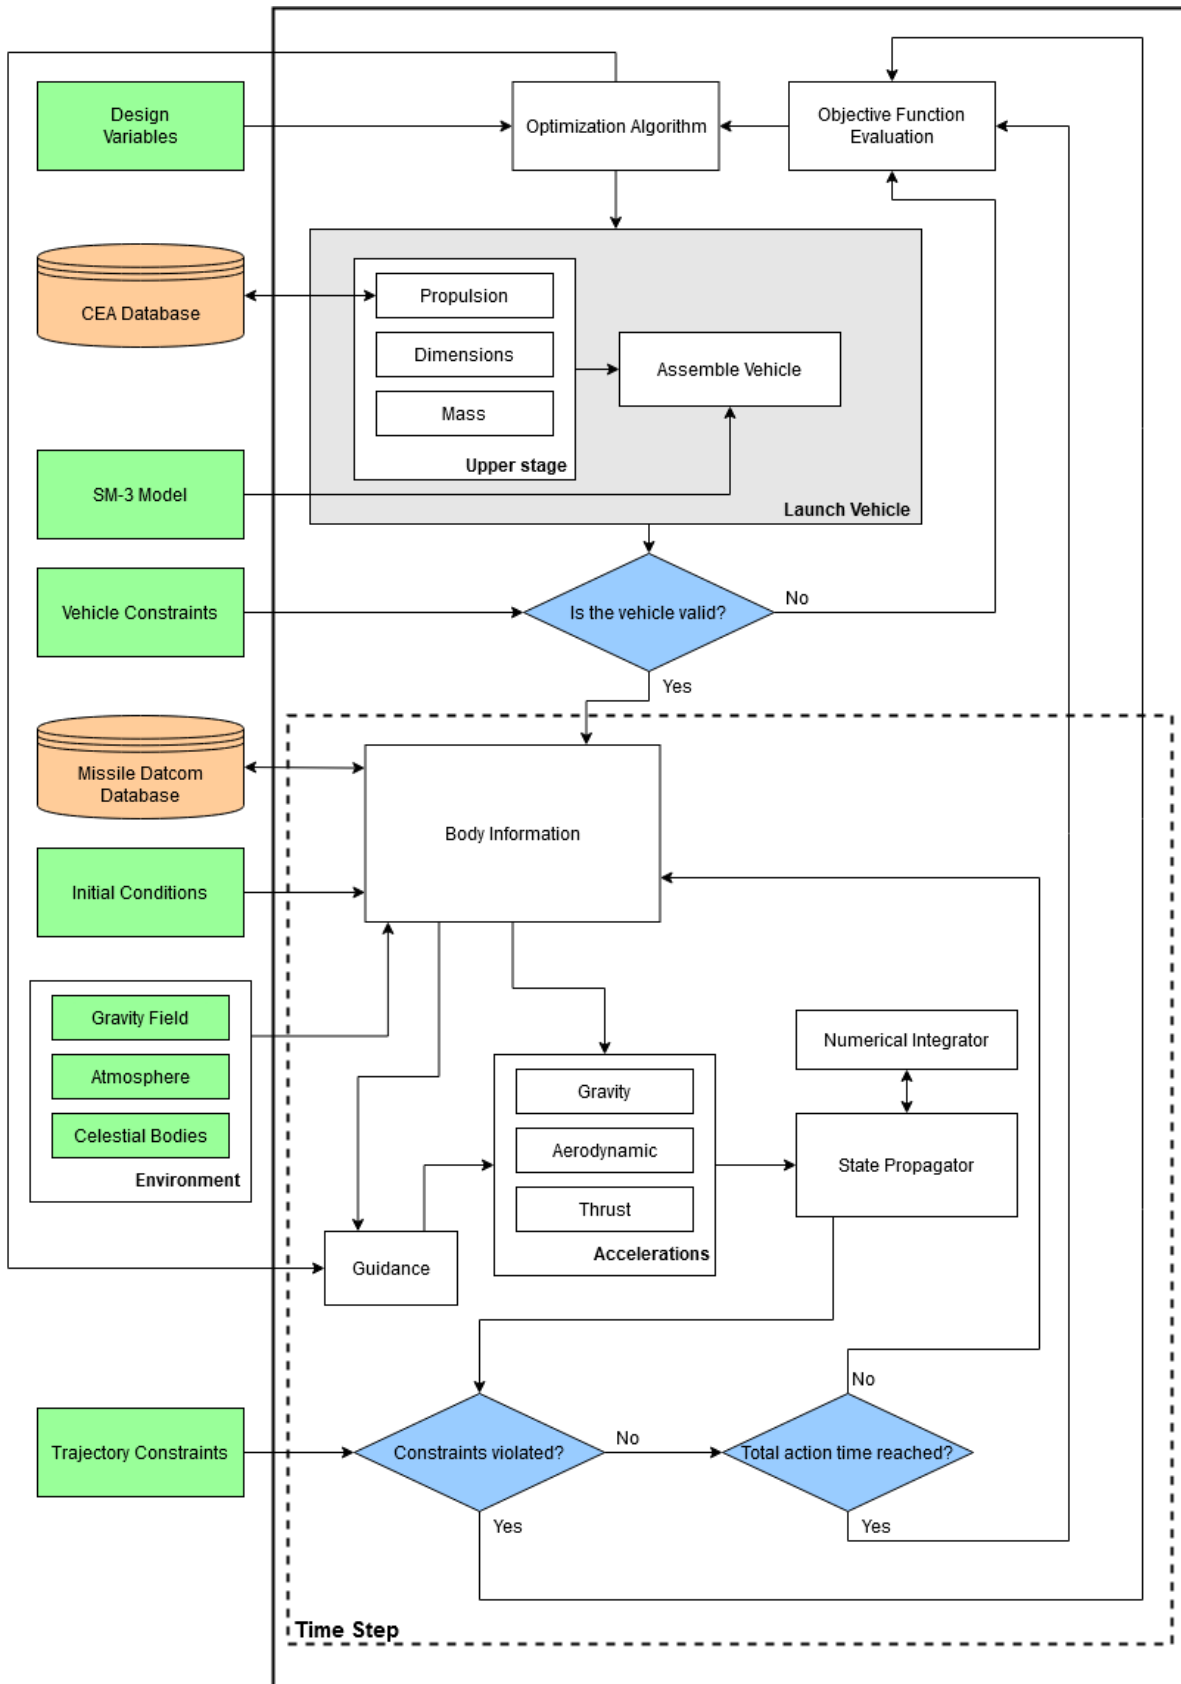 Design
Variables
Optimization Algorithm
Objective Function
Evaluation
CEA Database
Propulsion
Dimensions
Mass
Upper stage
Assemble Vehicle
SM-3 Model
Launch Vehicle
Vehicle Constraints
Is the vehicle valid?
No
Yes
Missile Datcom
Database
Body Information
Initial Conditions
Gravity Field
Atmosphere
Celestial Bodies
Environment
Numerical Integrator
Gravity
Aerodynamic
Thrust
Accelerations
State Propagator
Guidance
Trajectory Constraints
Constraints violated?
No
Yes
Total action time reached?
No
Yes
Time Step